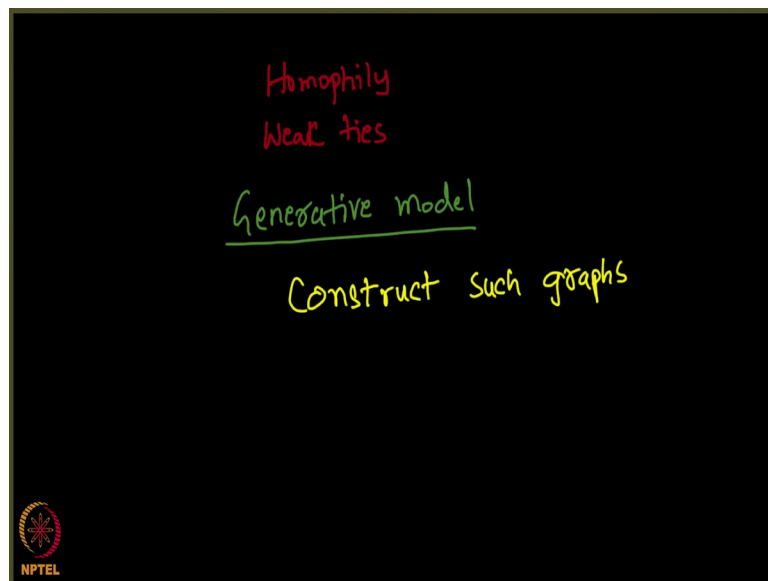 Homophily
Weak ties
Generative model
Construct such graphs
NPTEL